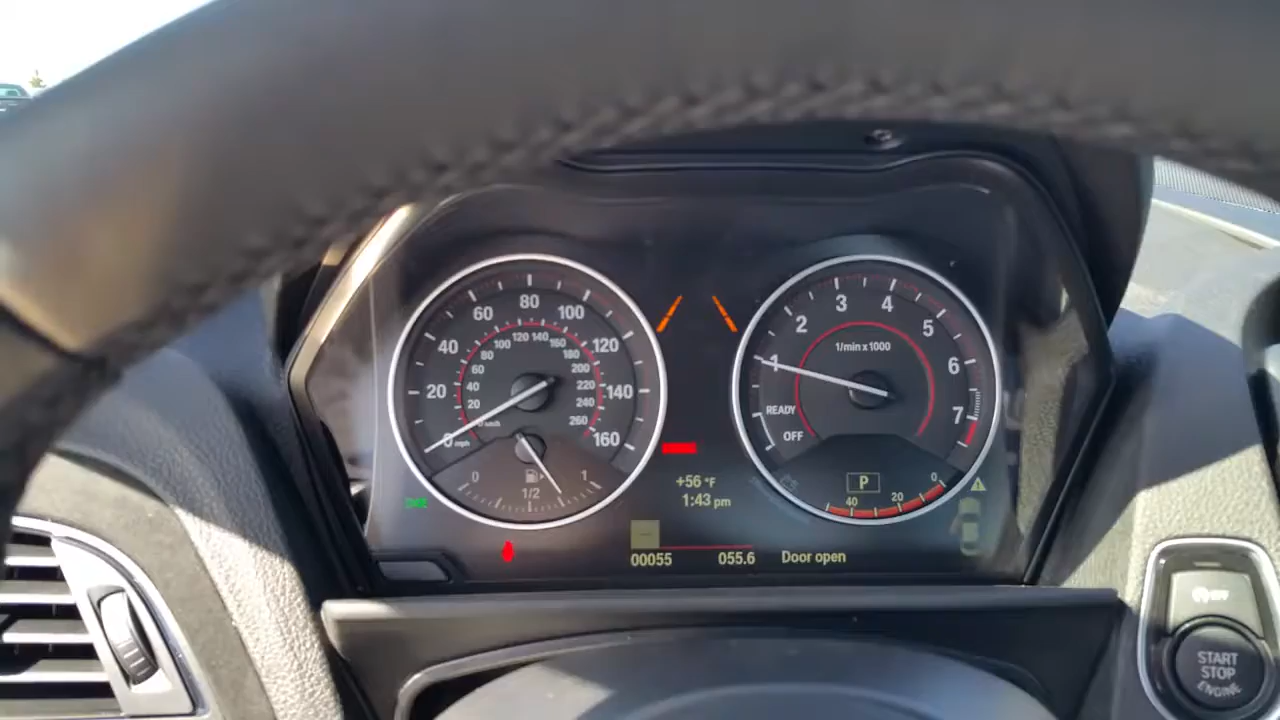 80
60 100
40 120
20 140
0 mph 160
120 140
100 160
80 180
60 200
40 220
20 240
0 km/h 260
0 1/2 1
3 4
2 5
1 6
7
1/min x 1000
READY
OFF
P
40 20 0
+56 °F
1:43 pm
00055 055.6 Door open
OFF
START
STOP
ENGINE